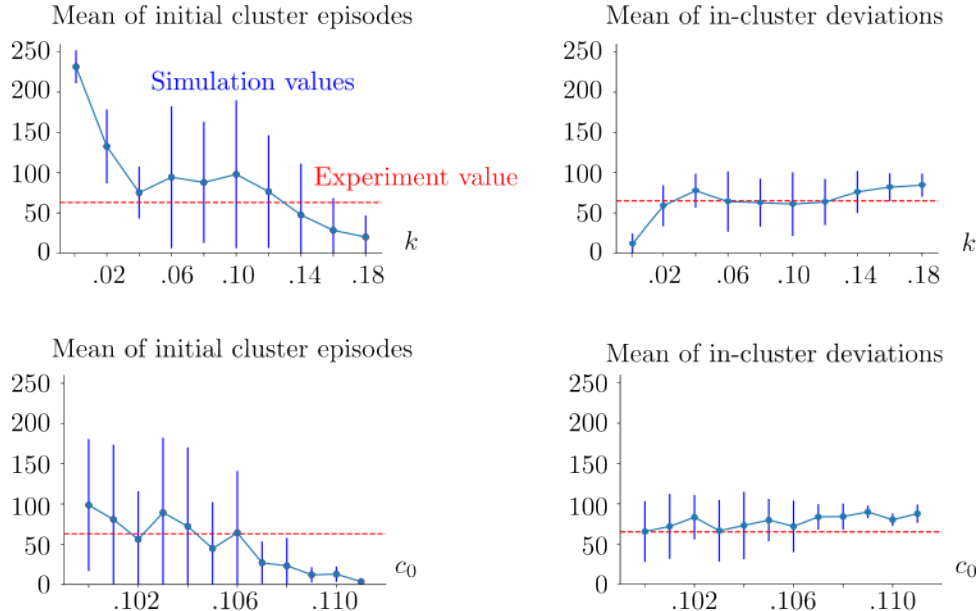 Mean of initial cluster episodes
250
200
150
100
50
0
Simulation values
Experiment value
k
.02 .06 .10 .14 .18
Mean of in-cluster deviations
250
200
150
100
50
0
k
.02 .06 .10 .14 .18
Mean of initial cluster episodes
250
200
150
100
50
0
c₀
.102 .106 .110
Mean of in-cluster deviations
250
200
150
100
50
0
c₀
.102 .106 .110